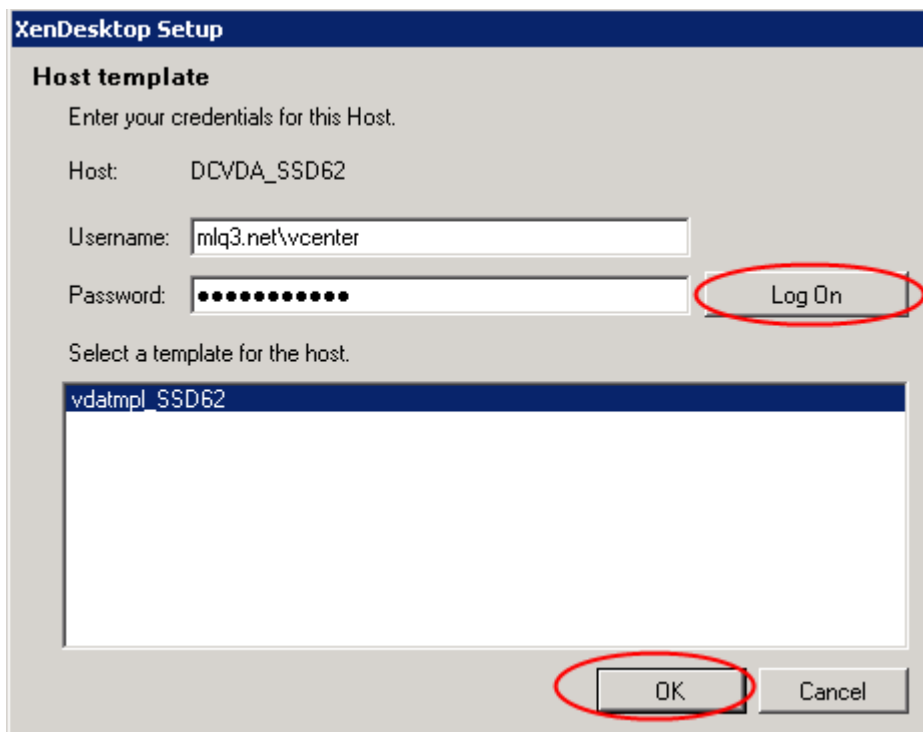 XenDesktop Setup
Host template
Enter your credentials for this Host.
Host: DCVDA_SSD62
Username: mlq3.net\vcenter
Password: ●●●●●●●●●●● Log On
Select a template for the host.
vdatmpl_SSD62
OK Cancel